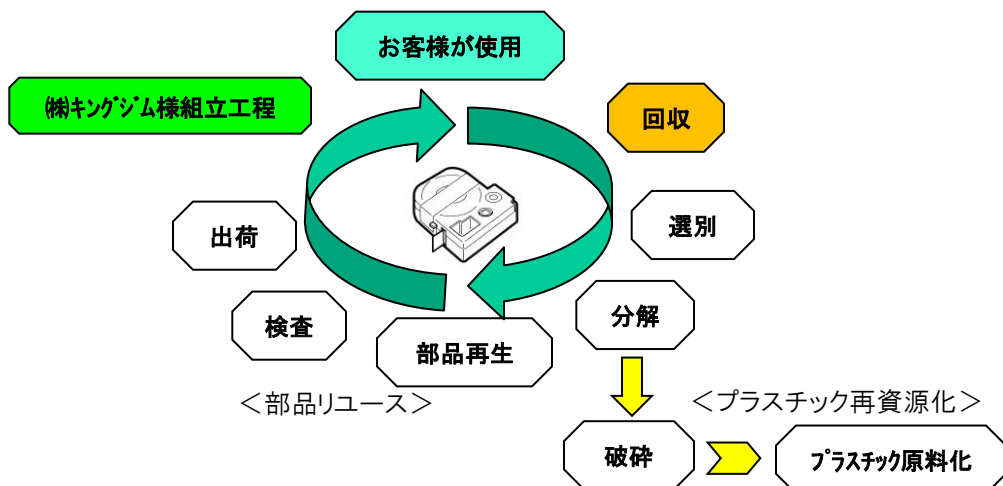 お客様が使用
㈱ｷﾝｸﾞｼﾞﾑ様組立工程
回収
選別
出荷
分解
検査
部品再生
＜部品リユース＞
＜プラスチック再資源化＞
破砕
ﾌﾟﾗｽﾁｯｸ原料化